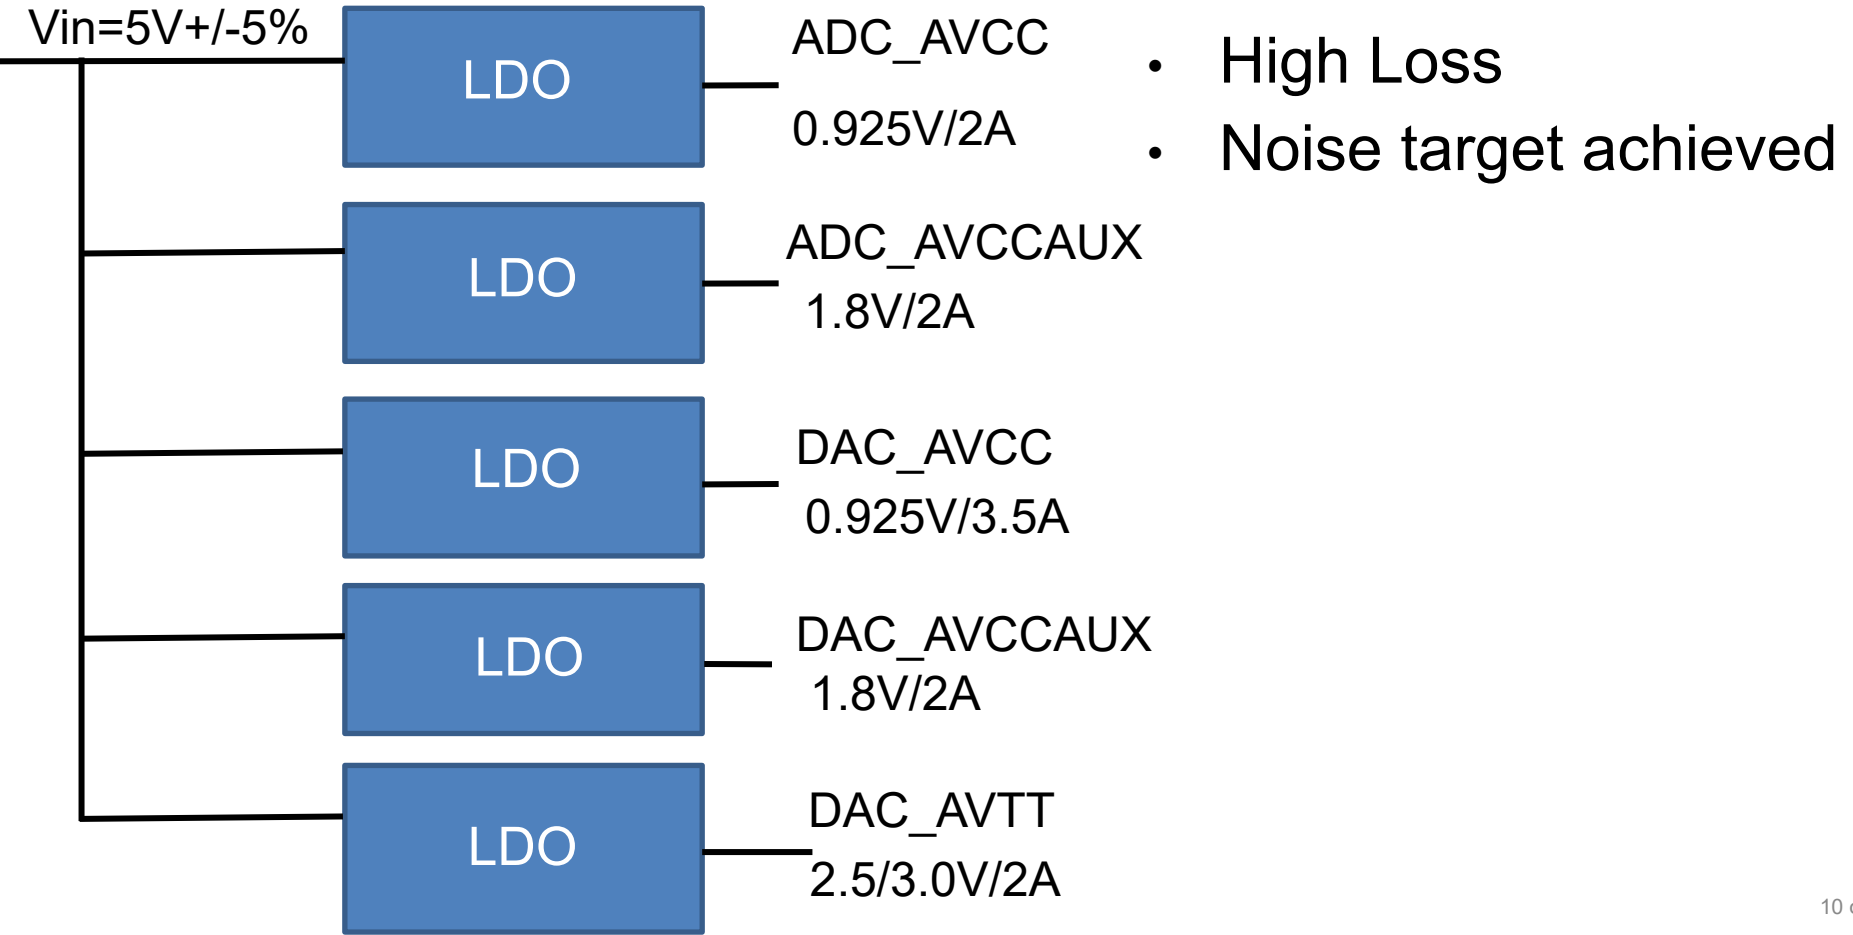 Vin=5V+/-5%
LDO
ADC_AVCC
0.925V/2A
• High Loss
• Noise target achieved
LDO
ADC_AVCCAUX
1.8V/2A
LDO
DAC_AVCC
0.925V/3.5A
LDO
DAC_AVCCAUX
1.8V/2A
LDO
DAC_AVTT
2.5/3.0V/2A
10